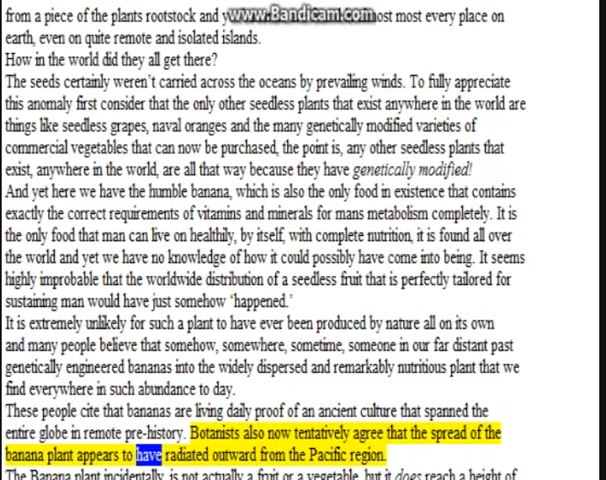 from a piece of the plants rootstock and y www.Bandicam.com most most every place on
earth, even on quite remote and isolated islands.
How in the world did they all get there?
The seeds certainly weren't carried across the oceans by prevailing winds. To fully appreciate
this anomaly first consider that the only other seedless plants that exist anywhere in the world are
things like seedless grapes, naval oranges and the many genetically modified varieties of
commercial vegetables that can now be purchased, the point is, any other seedless plants that
exist, anywhere in the world, are all that way because they have genetically modified!
And yet here we have the humble banana, which is also the only food in existence that contains
exactly the correct requirements of vitamins and minerals for mans metabolism completely. It is
the only food that man can live on healthily, by itself, with complete nutrition, it is found all over
the world and yet we have no knowledge of how it could possibly have come into being. It seems
highly improbable that the worldwide distribution of a seedless fruit that is perfectly tailored for
sustaining man would have just somehow 'happened.'
It is extremely unlikely for such a plant to have ever been produced by nature all on its own
and many people believe that somehow, somewhere, sometime, someone in our far distant past
genetically engineered bananas into the widely dispersed and remarkably nutritious plant that we
find everywhere in such abundance to day.
These people cite that bananas are living daily proof of an ancient culture that spanned the
entire globe in remote pre-history. Botanists also now tentatively agree that the spread of the
banana plant appears to have radiated outward from the Pacific region.
The Banana plant incidentally, is not actually a fruit or a vegetable, but it does reach a height of